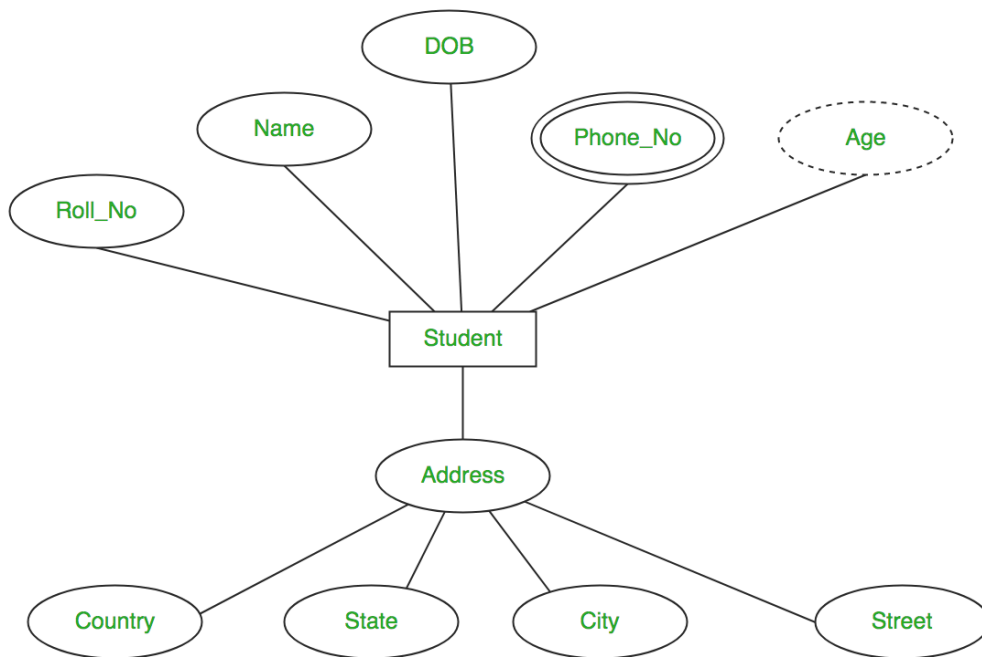 DOB
Name
Phone_No
Age
Roll_No
Student
Address
Country
State
City
Street